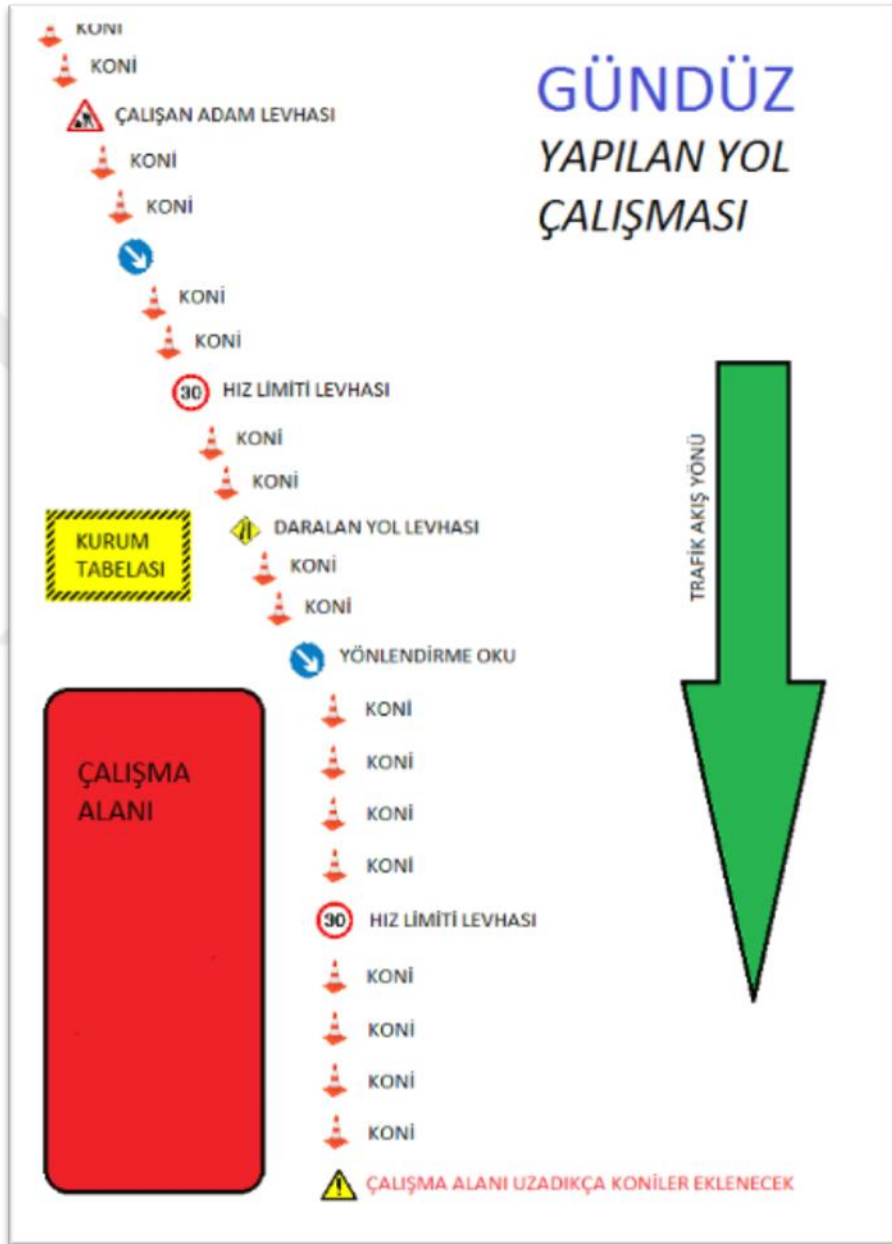 KONİ
KONİ
GÜNDÜZ
YAPILAN YOL
ÇALIŞMASI
ÇALIŞAN ADAM LEVHASI
KONİ
KONİ
KONİ
KONİ
30 HIZ LİMİTİ LEVHASI
KONİ
KONİ
DARALAN YOL LEVHASI
KURUM
TABELASI
KONİ
KONİ
TRAFİK AKIŞ YÖNÜ
YÖNLENDİRME OKU
KONİ
KONİ
KONİ
KONİ
ÇALIŞMA
ALANI
30 HIZ LİMİTİ LEVHASI
KONİ
KONİ
KONİ
KONİ
ÇALIŞMA ALANI UZADIKÇA KONİLER EKLENECEK